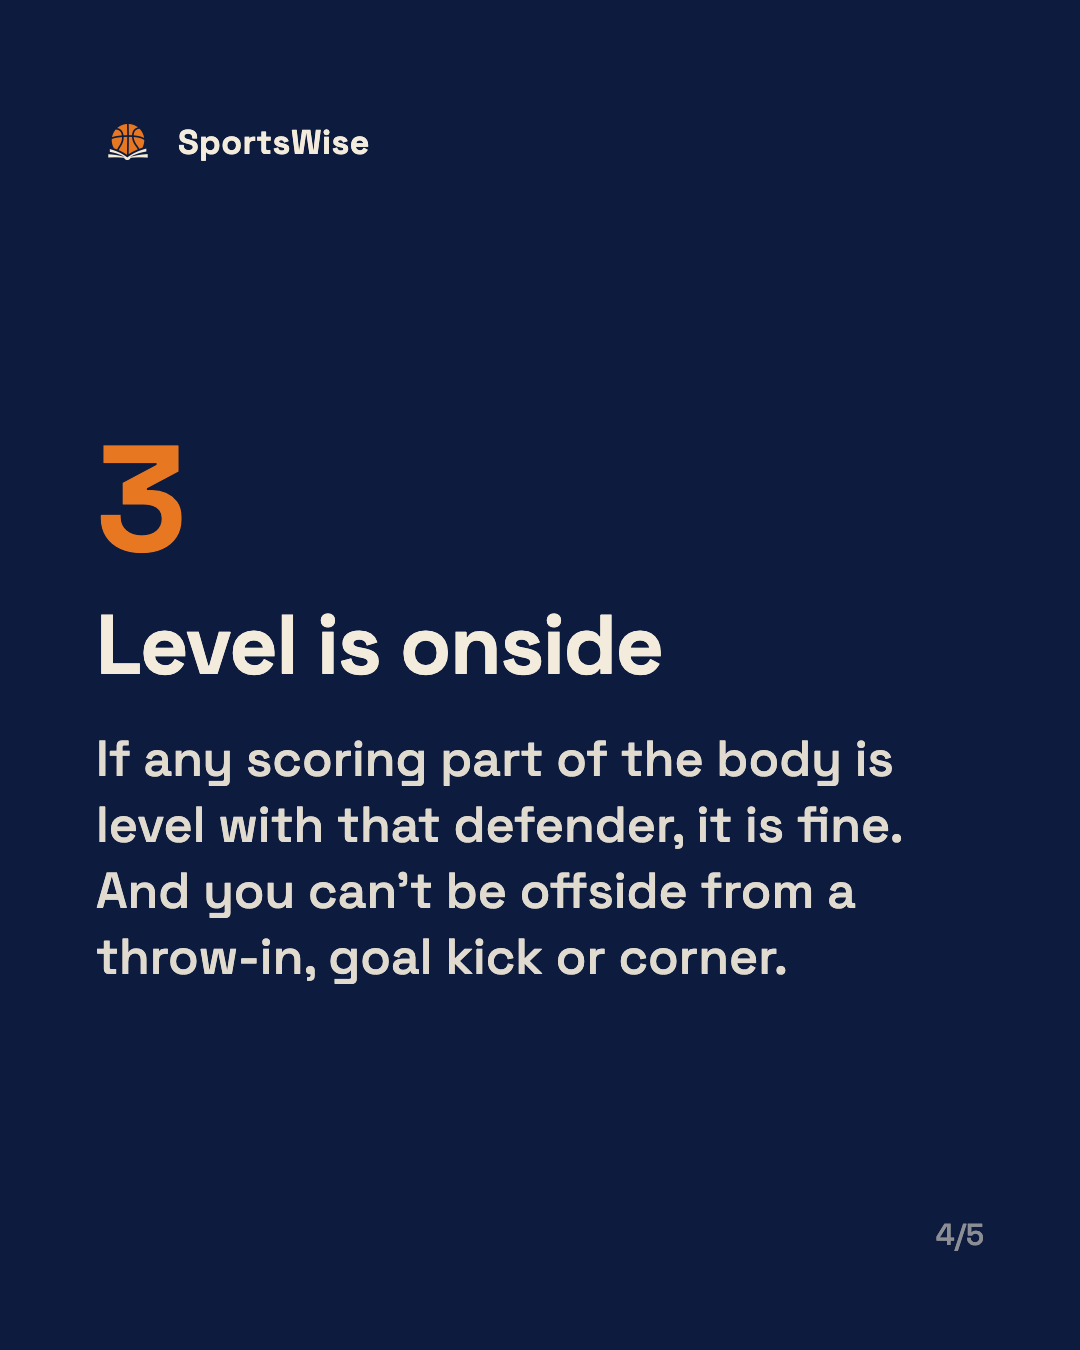 SportsWise
3
Level is onside
If any scoring part of the body is
level with that defender, it is fine.
And you can’t be offside from a
throw-in, goal kick or corner.
4/5